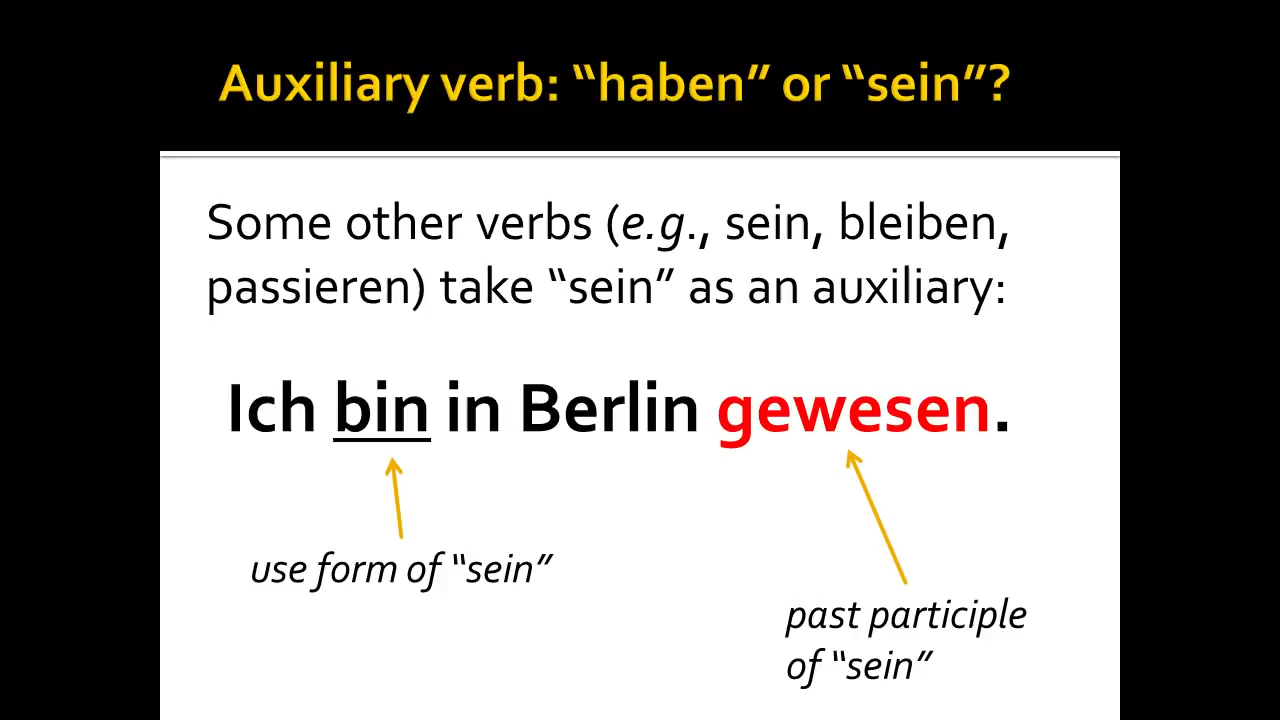 Auxiliary verb: “haben” or “sein”?
Some other verbs (e.g., sein, bleiben,
passieren) take “sein” as an auxiliary:
Ich bin in Berlin gewesen.
use form of “sein”
past participle
of “sein”